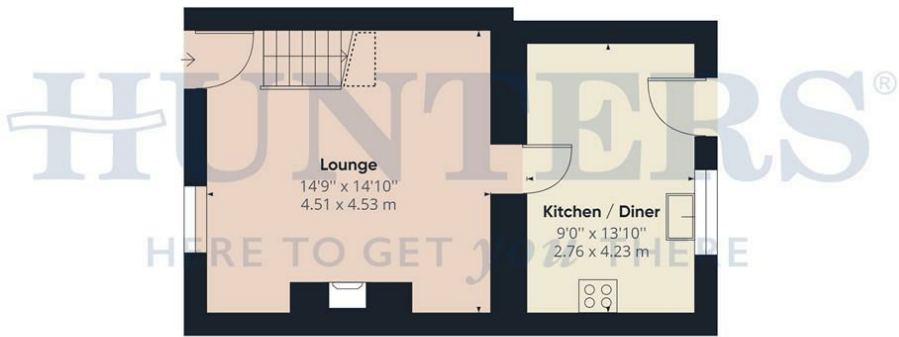 HUNTERS®
HERE TO GET you THERE
Lounge
14'9" x 14'10"
4.51 x 4.53 m
Kitchen / Diner
9'0" x 13'10"
2.76 x 4.23 m